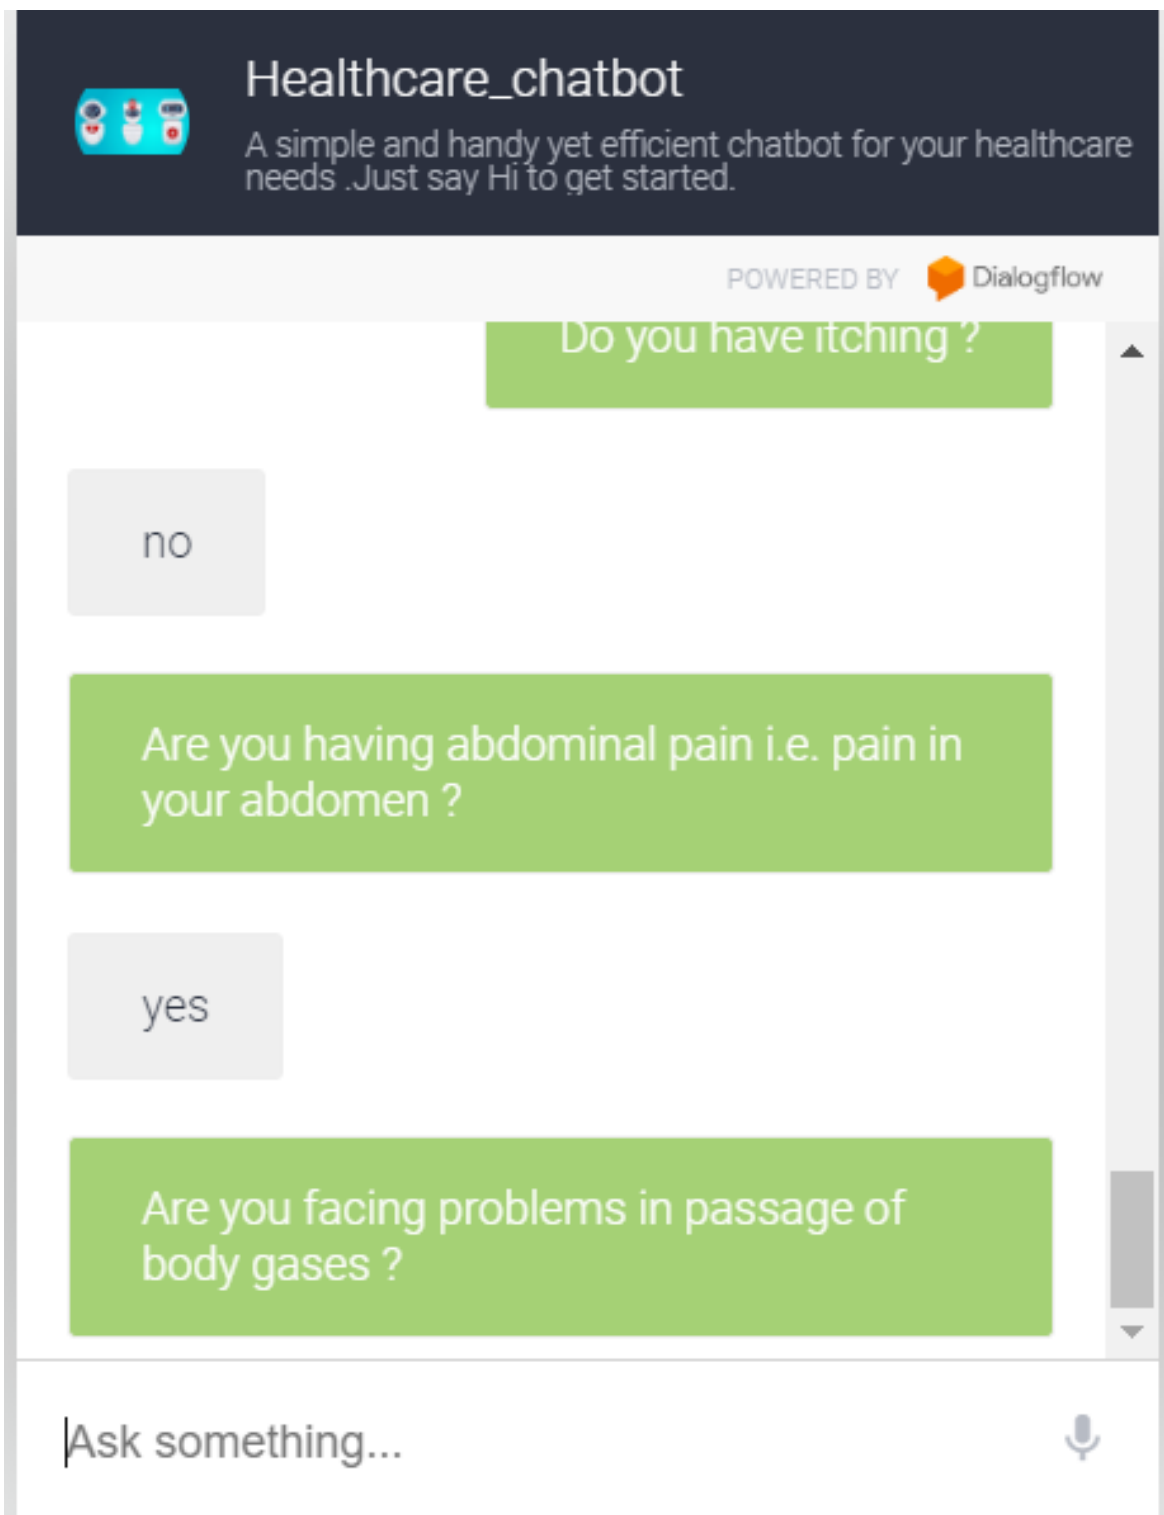 Healthcare_chatbot
A simple and handy yet efficient chatbot for your healthcare
needs .Just say Hi to get started.
POWERED BY Dialogflow
Do you have itching ?
no
Are you having abdominal pain i.e. pain in
your abdomen ?
yes
Are you facing problems in passage of
body gases ?
Ask something...